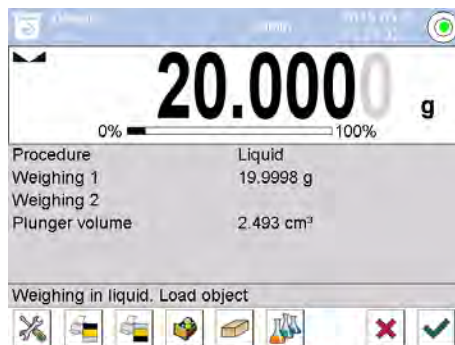 20.0000 g
0% 100%
Procedure Liquid
Weighing 1 19.9998 g
Weighing 2
Plunger volume 2.493 cm³
Weighing in liquid. Load object